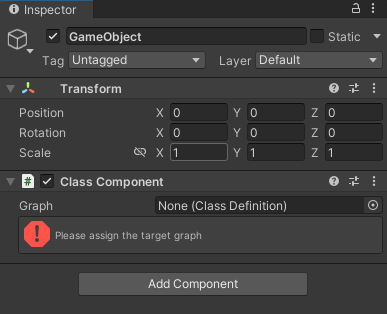 Inspector
GameObject Static
Tag Untagged Layer Default
Transform
Position X 0 Y 0 Z 0
Rotation X 0 Y 0 Z 0
Scale X 1 Y 1 Z 1
# Class Component
Graph None (Class Definition)
! Please assign the target graph
Add Component